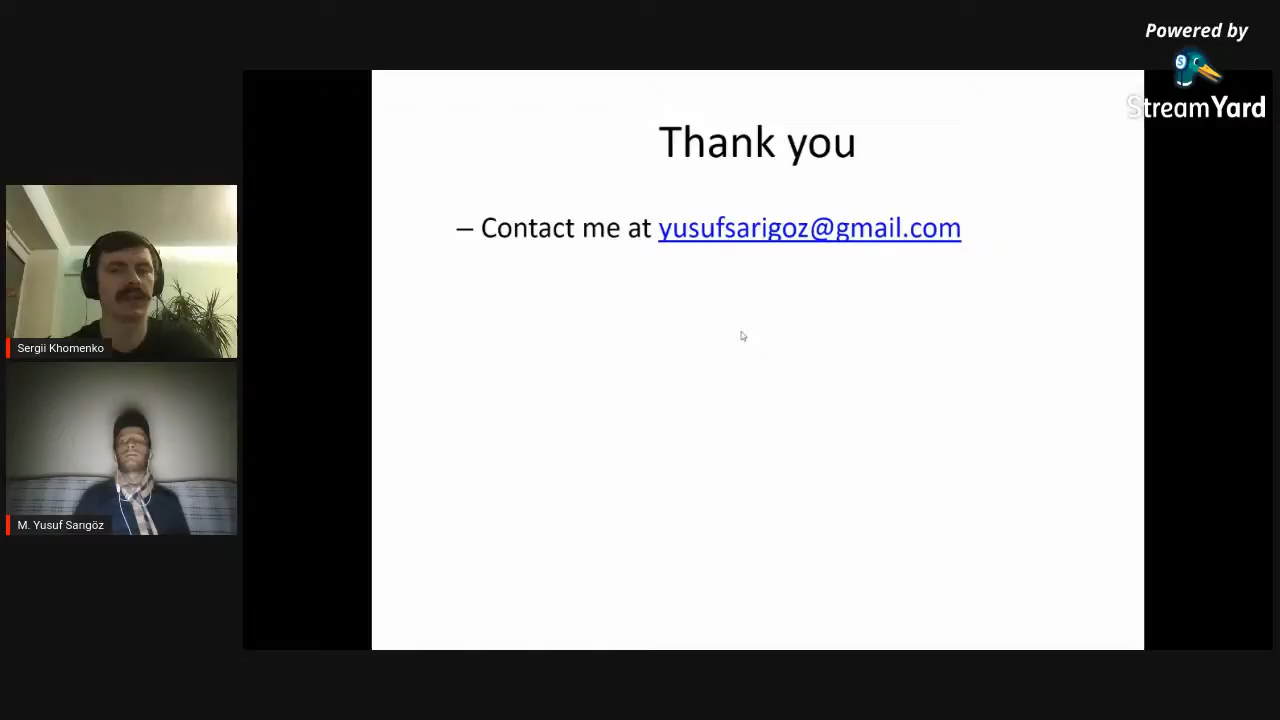 Powered by
StreamYard
Thank you
– Contact me at yusufsarigoz@gmail.com
Sergii Khomenko
M. Yusuf Sarıgöz